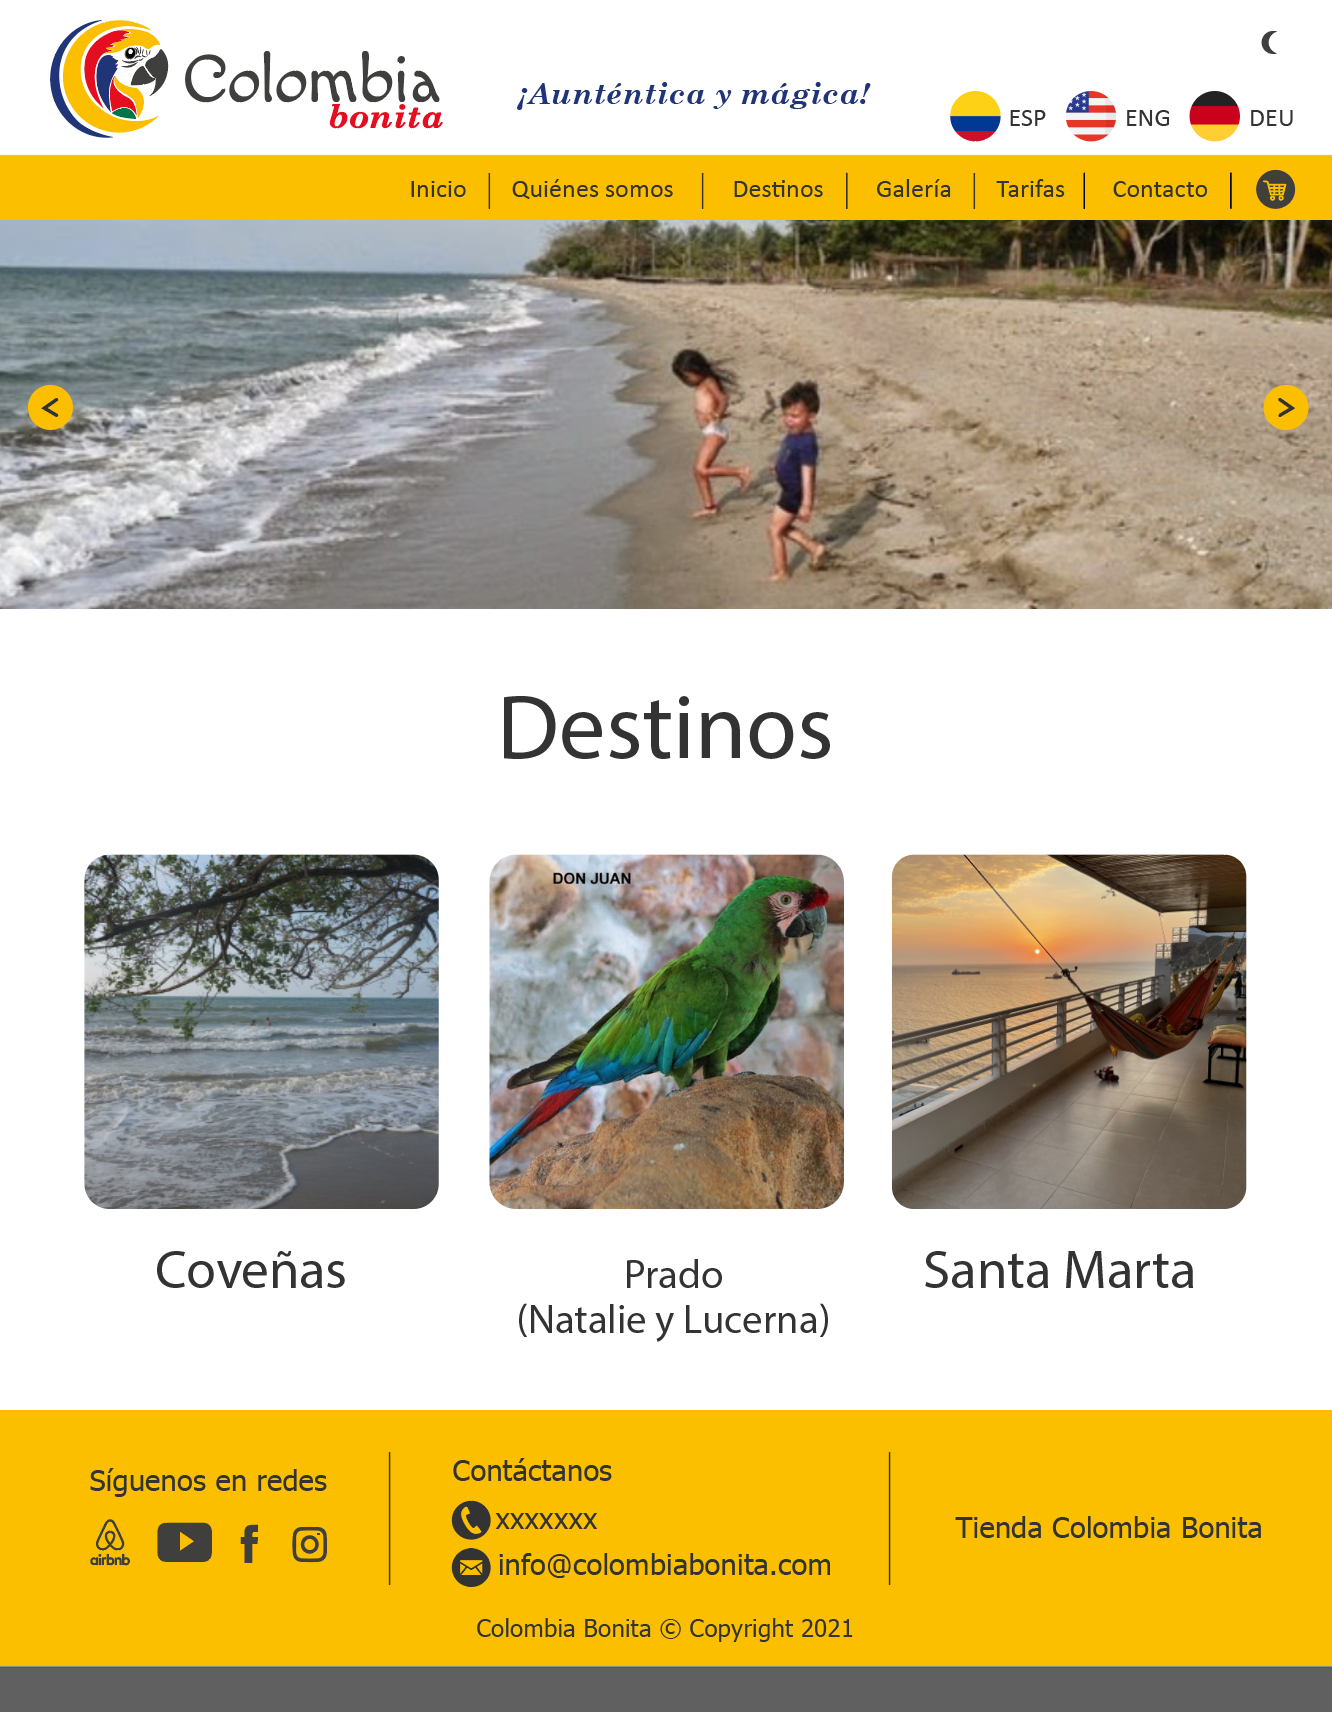 Colombia
bonita
¡Aunténtica y mágica!
ESP
ENG
DEU
Inicio
Quiénes somos
Destinos
Galería
Tarifas
Contacto
<
>
Destinos
DON JUAN
Coveñas
Prado
(Natalie y Lucerna)
Santa Marta
Síguenos en redes
airbnb
Contáctanos
xxxxxxx
info@colombiabonita.com
Tienda Colombia Bonita
Colombia Bonita © Copyright 2021